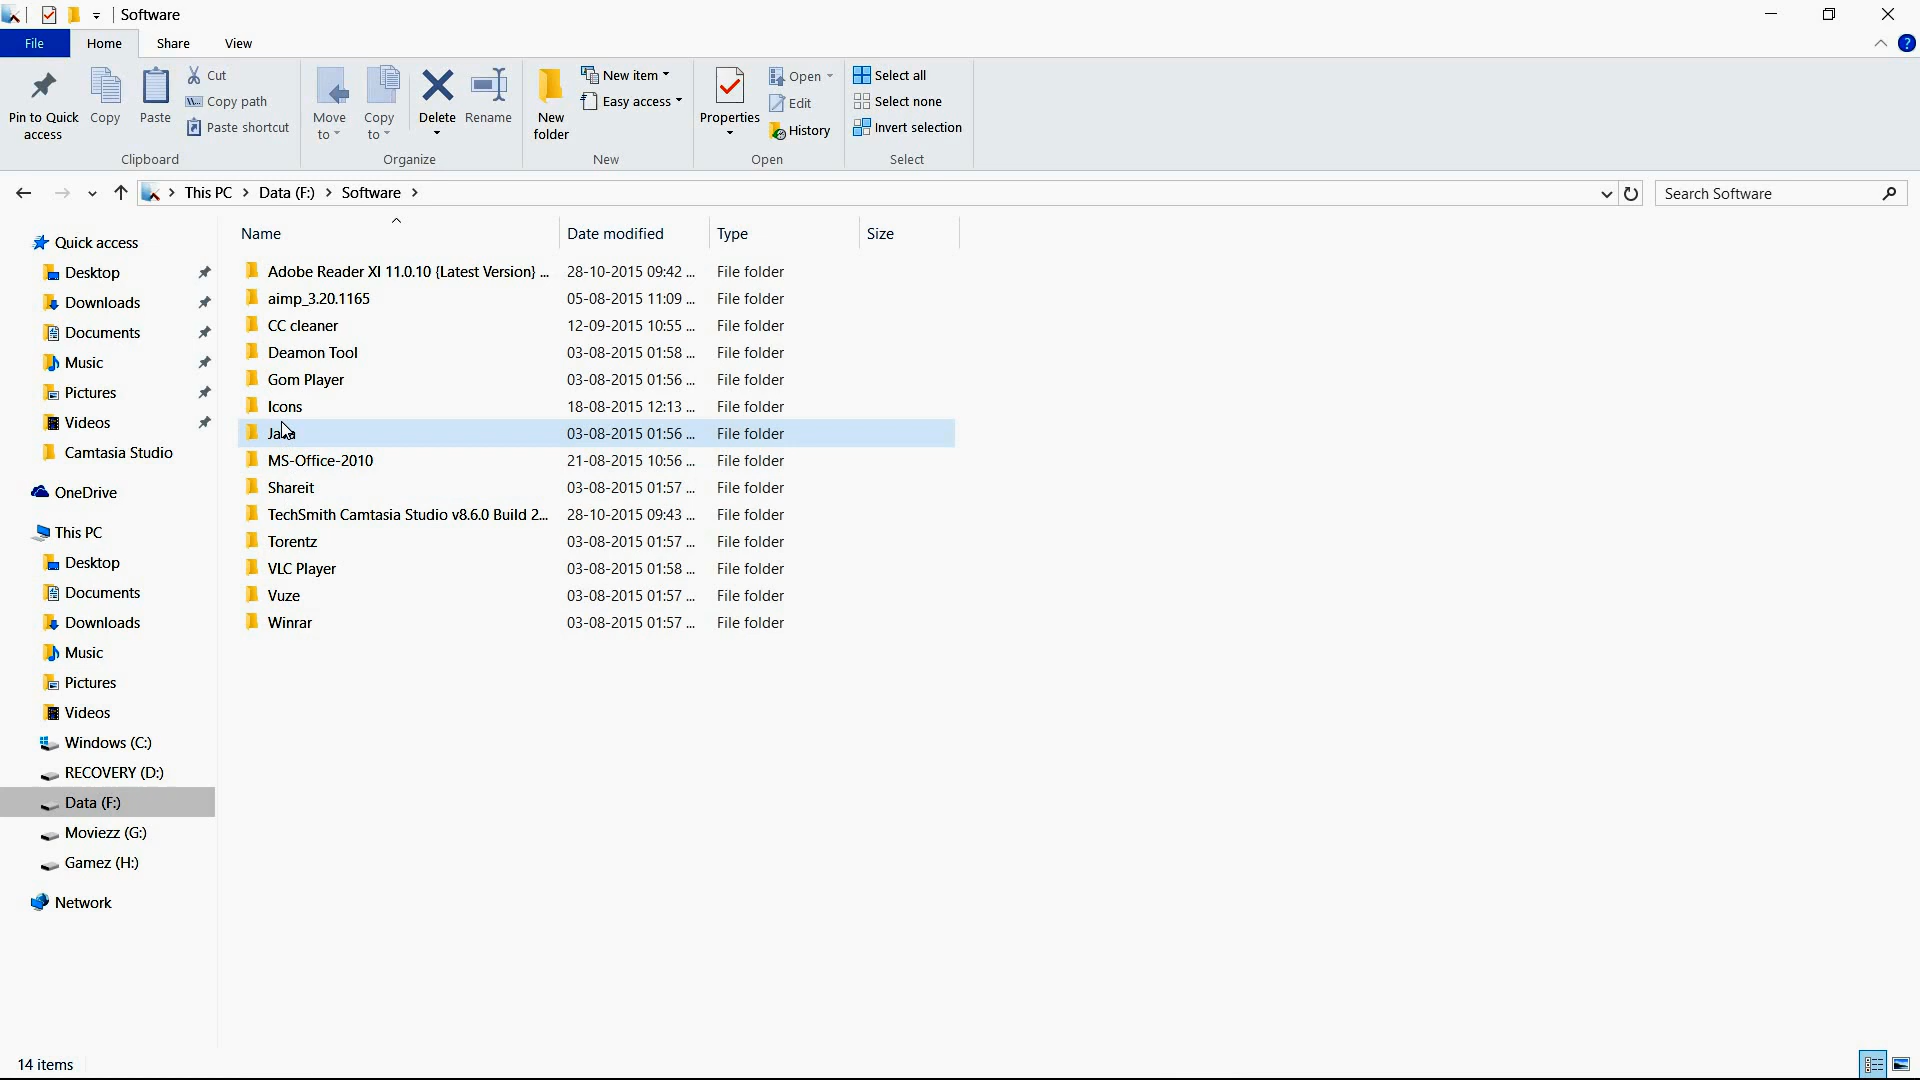 Software
File Home Share View
Pin to Quick access
Copy
Paste
Cut
Copy path
Paste shortcut
Clipboard
Move to
Copy to
Delete
Rename
Organize
New folder
New item
Easy access
New
Properties
Open
Edit
History
Open
Select all
Select none
Invert selection
Select
This PC > Data (F:) > Software >
Search Software
Name Date modified Type Size
Quick access
Desktop
Downloads
Documents
Music
Pictures
Videos
Camtasia Studio
OneDrive
This PC
Desktop
Documents
Downloads
Music
Pictures
Videos
Windows (C:)
RECOVERY (D:)
Data (F:)
Moviezz (G:)
Gamez (H:)
Network
Adobe Reader XI 11.0.10 {Latest Version} ... 28-10-2015 09:42 ... File folder
aimp_3.20.1165 05-08-2015 11:09 ... File folder
CC cleaner 12-09-2015 10:55 ... File folder
Deamon Tool 03-08-2015 01:58 ... File folder
Gom Player 03-08-2015 01:56 ... File folder
Icons 18-08-2015 12:13 ... File folder
Java 03-08-2015 01:56 ... File folder
MS-Office-2010 21-08-2015 10:56 ... File folder
Shareit 03-08-2015 01:57 ... File folder
TechSmith Camtasia Studio v8.6.0 Build 2... 28-10-2015 09:43 ... File folder
Torentz 03-08-2015 01:57 ... File folder
VLC Player 03-08-2015 01:58 ... File folder
Vuze 03-08-2015 01:57 ... File folder
Winrar 03-08-2015 01:57 ... File folder
14 items